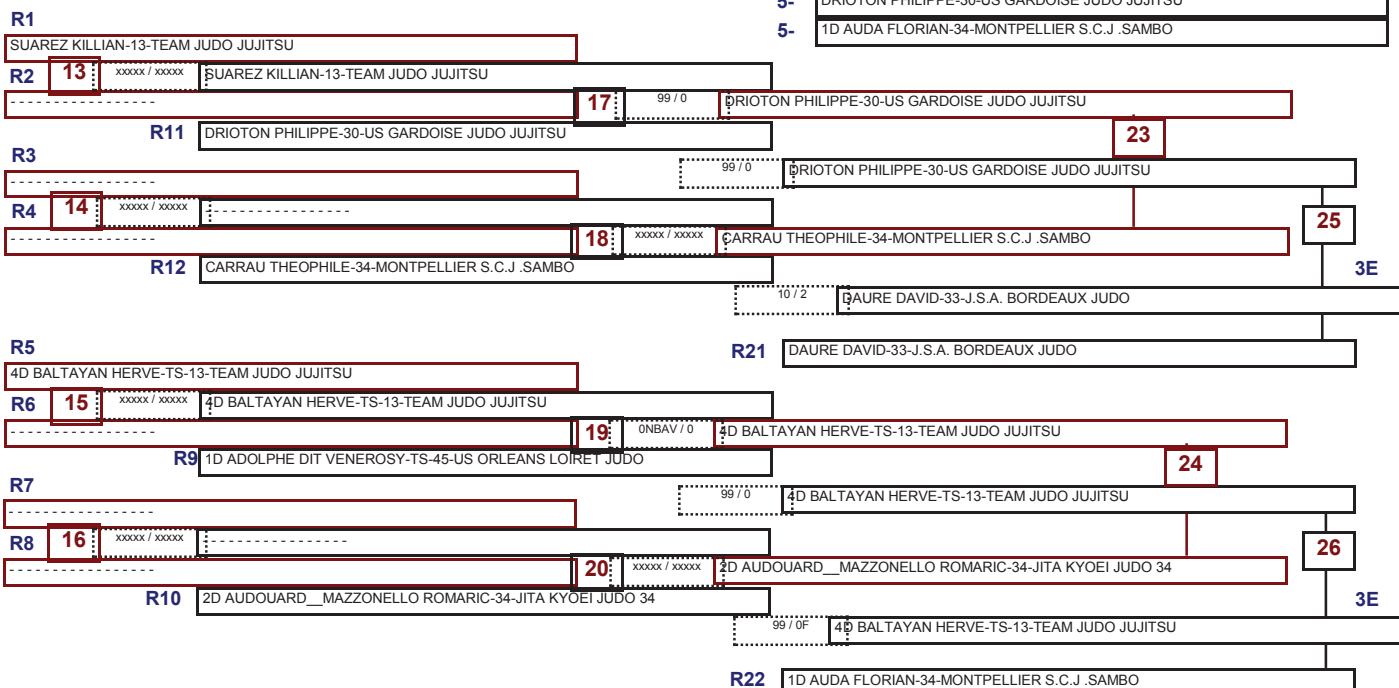 5- DRIOTON PHILIPPE-30-US GARDOISE JUDO JUJITSU
R1
5- 1D AUDA FLORIAN-34-MONTPELLIER S.C.J .SAMBO
SUAREZ KILLIAN-13-TEAM JUDO JUJITSU
R2 13 xxxxx / xxxxx SUAREZ KILLIAN-13-TEAM JUDO JUJITSU
- - - - - - - - - - - - - - - - 17 99 / 0 DRIOTON PHILIPPE-30-US GARDOISE JUDO JUJITSU
R11 DRIOTON PHILIPPE-30-US GARDOISE JUDO JUJITSU
23
R3
99 / 0 DRIOTON PHILIPPE-30-US GARDOISE JUDO JUJITSU
- - - - - - - - - - - - - - - -
R4 14 xxxxx / xxxxx - - - - - - - - - - - - - - - -
25
- - - - - - - - - - - - - - - - 18 xxxxx / xxxxx CARRAU THEOPHILE-34-MONTPELLIER S.C.J .SAMBO
R12 CARRAU THEOPHILE-34-MONTPELLIER S.C.J .SAMBO
3E
10 / 2 DAURE DAVID-33-J.S.A. BORDEAUX JUDO
R5
R21 DAURE DAVID-33-J.S.A. BORDEAUX JUDO
4D BALTAYAN HERVE-TS-13-TEAM JUDO JUJITSU
R6 15 xxxxx / xxxxx 4D BALTAYAN HERVE-TS-13-TEAM JUDO JUJITSU
- - - - - - - - - - - - - - - - 19 0NBAV / 0 4D BALTAYAN HERVE-TS-13-TEAM JUDO JUJITSU
R9 1D ADOLPHE DIT VENEROSY-TS-45-US ORLEANS LOIRET JUDO
24
R7
99 / 0 4D BALTAYAN HERVE-TS-13-TEAM JUDO JUJITSU
- - - - - - - - - - - - - - - -
R8 16 xxxxx / xxxxx - - - - - - - - - - - - - - - -
26
- - - - - - - - - - - - - - - - 20 xxxxx / xxxxx 2D AUDOUARD__MAZZONELLO ROMARIC-34-JITA KYOEI JUDO 34
R10 2D AUDOUARD__MAZZONELLO ROMARIC-34-JITA KYOEI JUDO 34
3E
99 / 0F 4D BALTAYAN HERVE-TS-13-TEAM JUDO JUJITSU
R22 1D AUDA FLORIAN-34-MONTPELLIER S.C.J .SAMBO